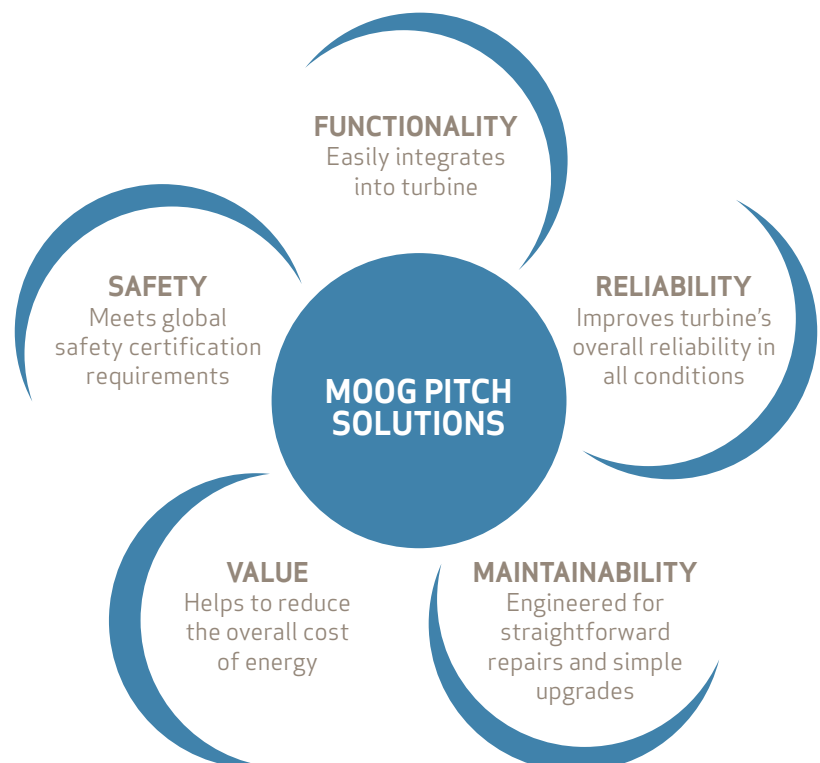 FUNCTIONALITY
Easily integrates
into turbine
SAFETY
Meets global
safety certification
requirements
RELIABILITY
Improves turbine’s
overall reliability in
all conditions
MOOG PITCH
SOLUTIONS
VALUE
Helps to reduce
the overall cost
of energy
MAINTAINABILITY
Engineered for
straightforward
repairs and simple
upgrades